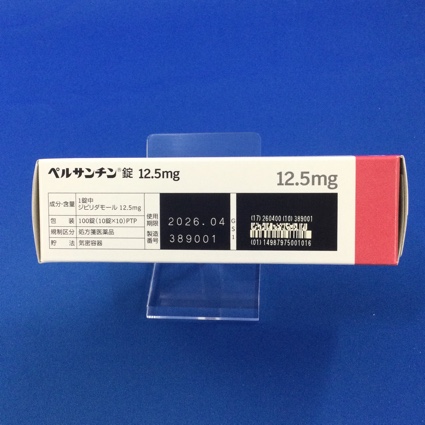 ペルサンチン®錠 12.5mg
12.5mg
成分・含量 1錠中
ジピリダモール 12.5mg
包装 100錠(10錠×10)PTP
規制区分 処方箋医薬品
貯法 気密容器
使用期限 2026.04
製造番号 389001
GS1
(17) 260400 (10) 389001
(01) 14987975001016